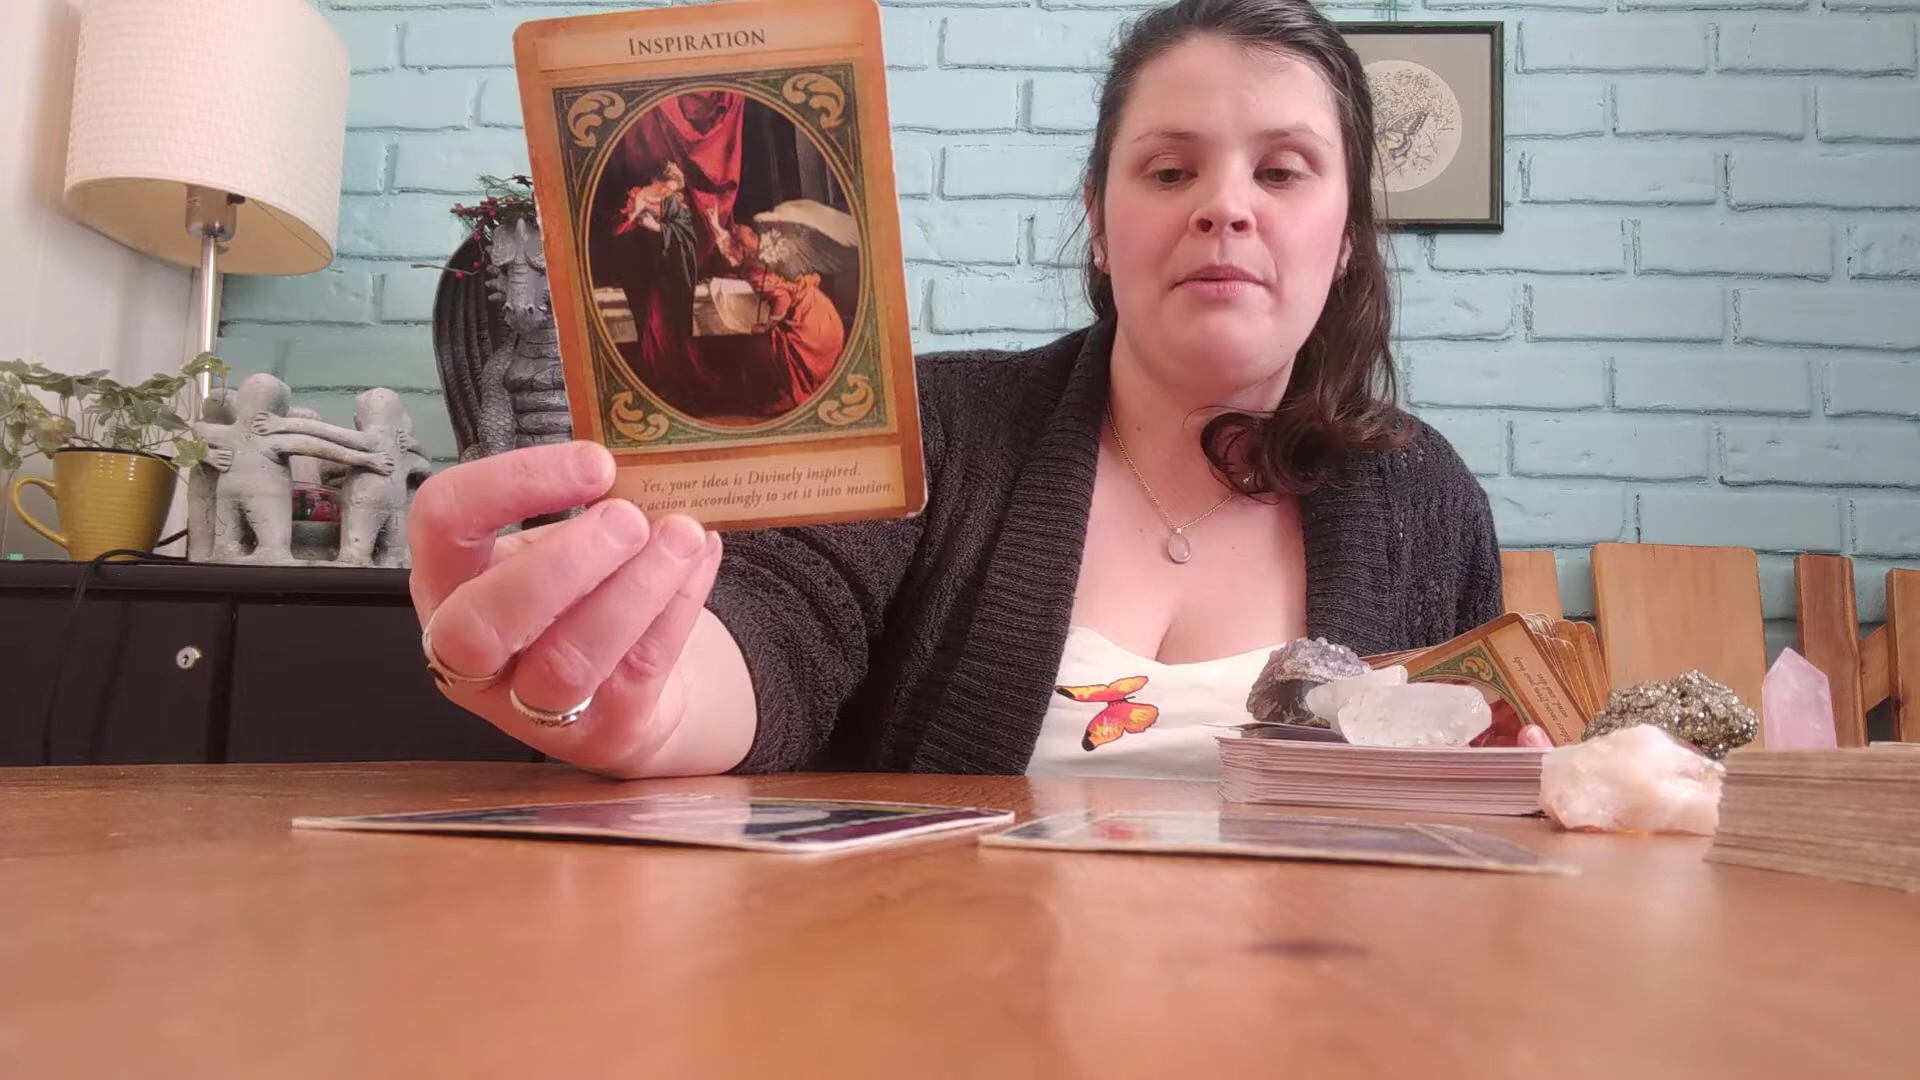 INSPIRATION
Yes, your idea is Divinely inspired.
action accordingly to set it into motion.